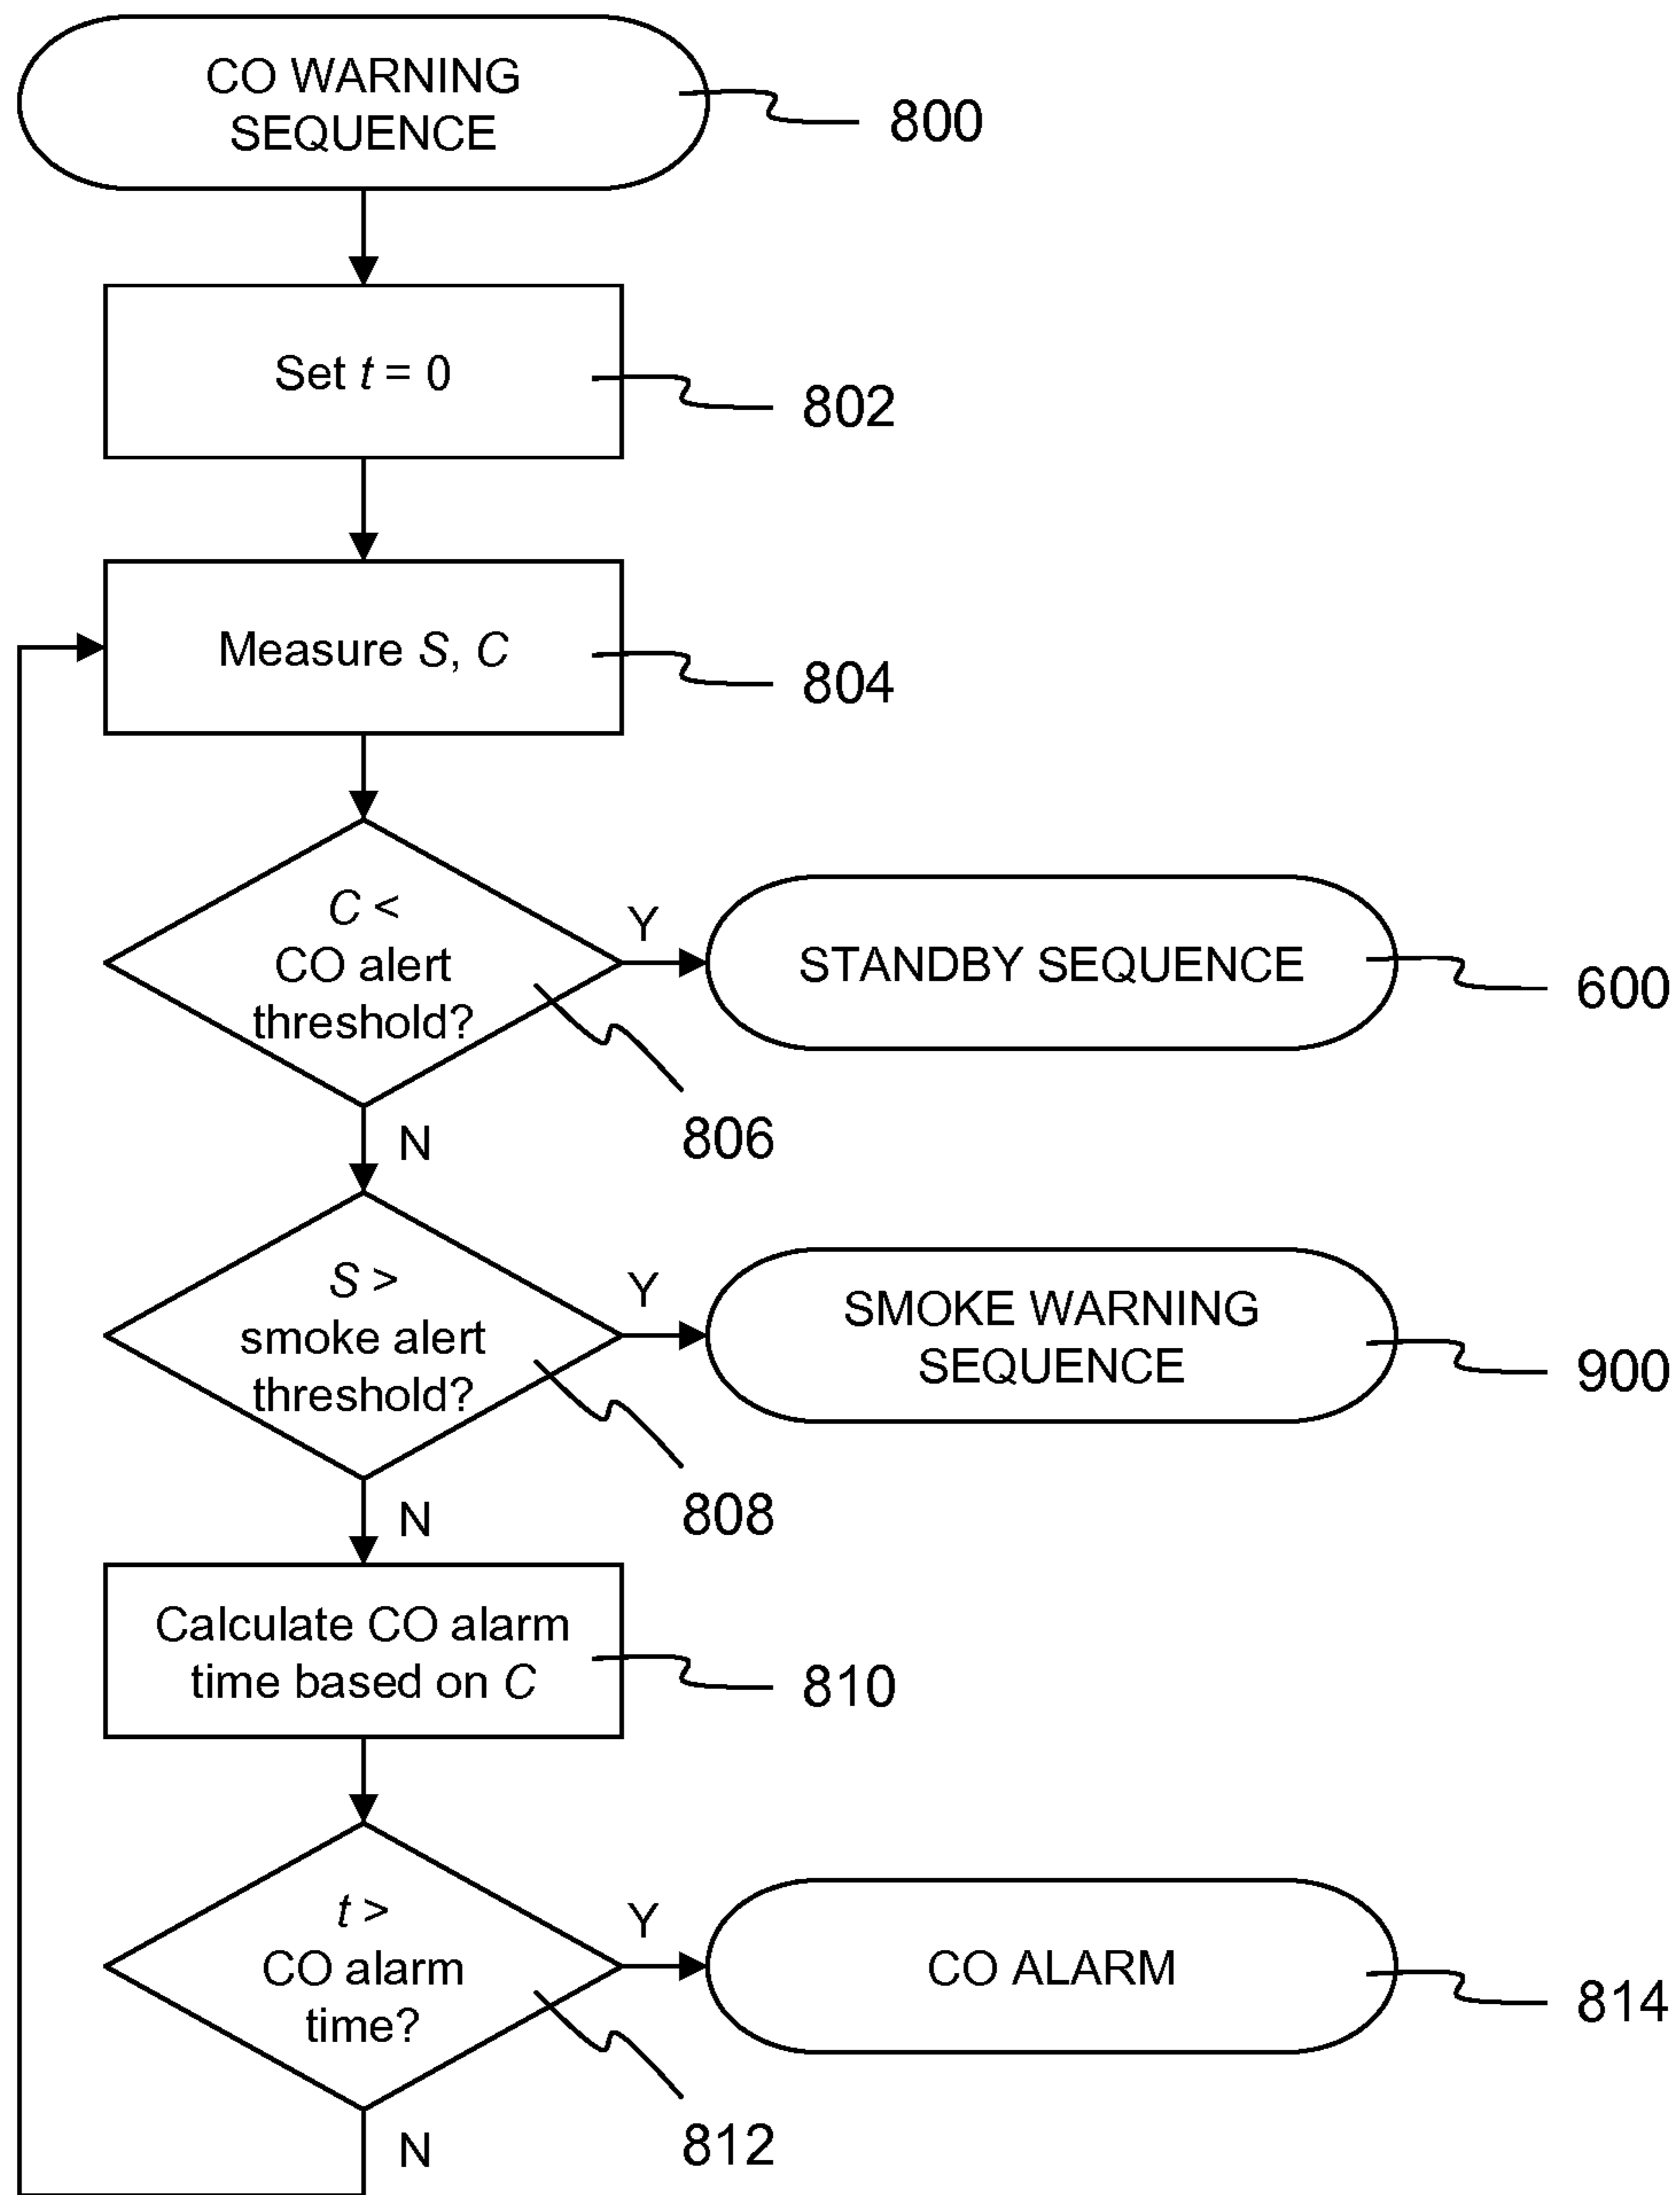 CO WARNING
SEQUENCE
800
Set t = 0
802
Measure S, C
804
C <
CO alert
threshold?
Y
STANDBY SEQUENCE
600
806
N
S >
smoke alert
threshold?
Y
SMOKE WARNING
SEQUENCE
900
808
N
Calculate CO alarm
time based on C
810
t >
CO alarm
time?
Y
CO ALARM
814
812
N